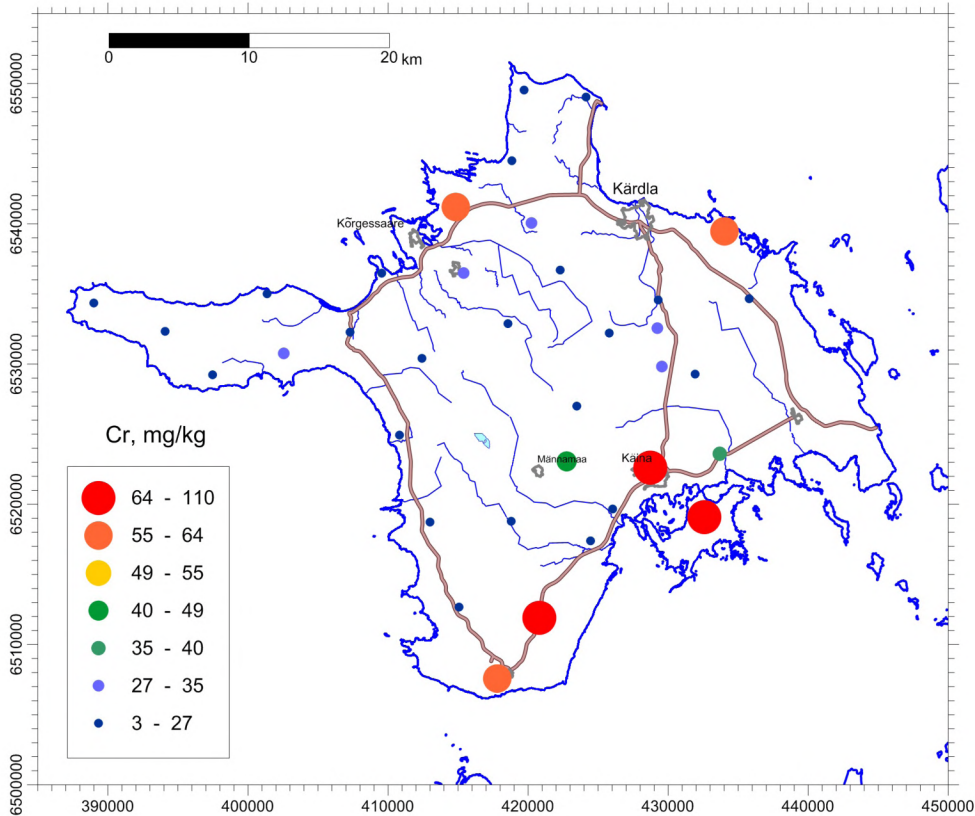 0 10 20 km
6550000
6540000
6530000
6520000
6510000
6500000
Kärdla
Kõrgessaare
Männamaa
Käina
Cr, mg/kg
64 - 110
55 - 64
49 - 55
40 - 49
35 - 40
27 - 35
3 - 27
390000 400000 410000 420000 430000 440000 450000